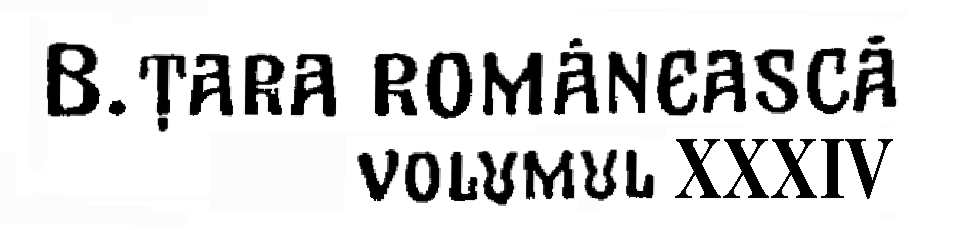 B. ȚARA ROMÂNEASCĂ
VOLUMUL XXXIV